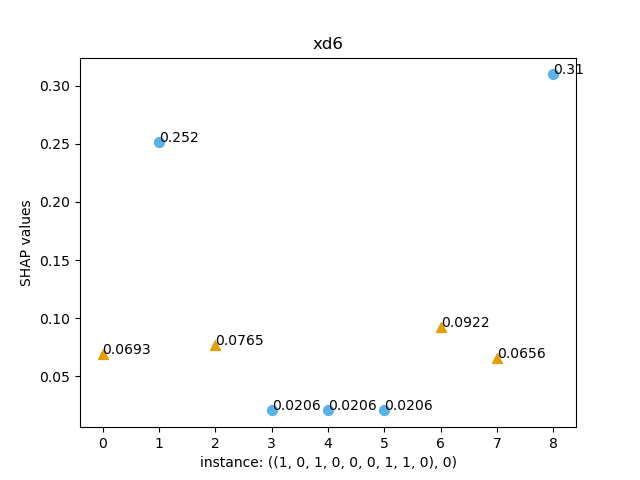 xd6
SHAP values
0.30
0.25
0.20
0.15
0.10
0.05
0.31
0.252
0.0922
0.0765
0.0693
0.0656
0.0206 0.0206 0.0206
0 1 2 3 4 5 6 7 8
instance: ((1, 0, 1, 0, 0, 0, 1, 1, 0), 0)